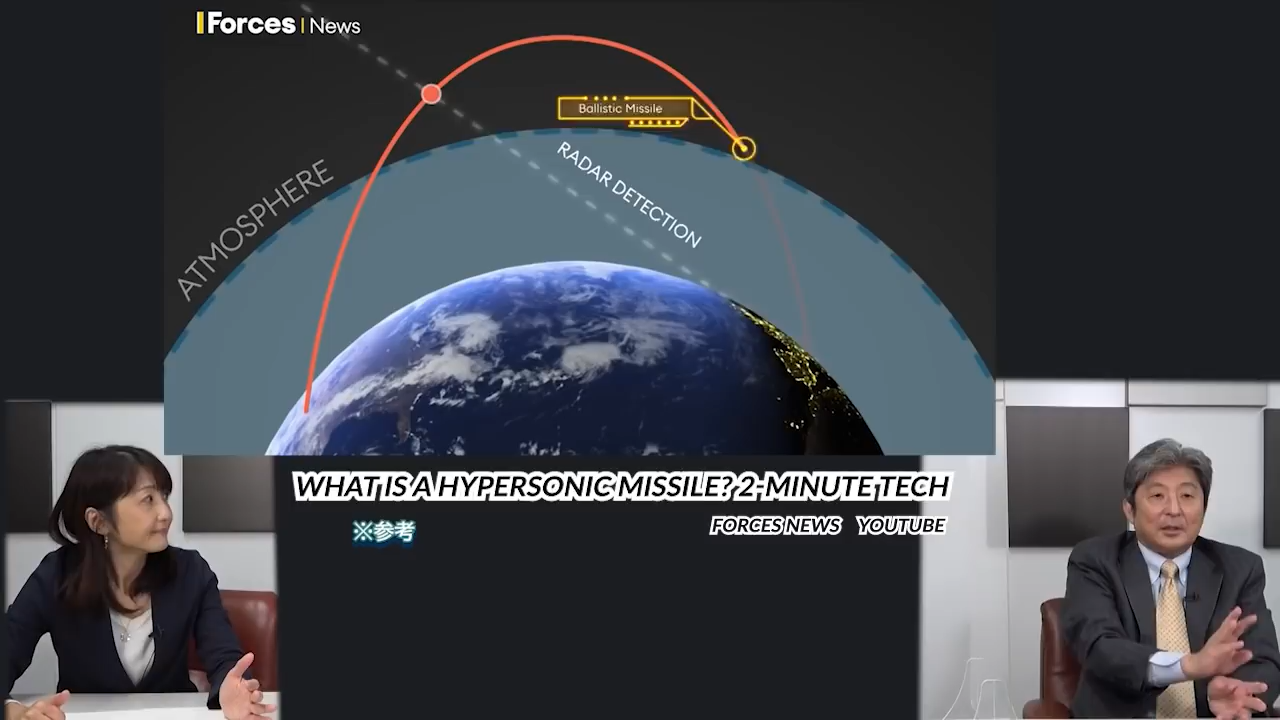 Forces News
Ballistic Missile
RADAR DETECTION
ATMOSPHERE
WHAT IS A HYPERSONIC MISSILE? 2-MINUTE TECH
※参考
FORCES NEWS YOUTUBE